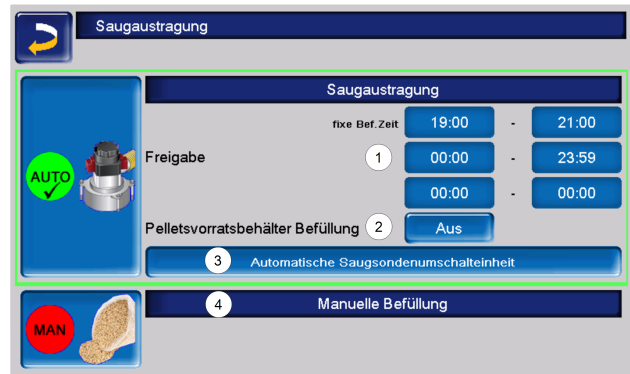 Saugaustragung
Saugaustragung
fixe Bef.Zeit 19:00 - 21:00
Freigabe 1 00:00 - 23:59
AUTO
00:00 - 00:00
Pelletsvorratsbehälter Befüllung 2 Aus
3 Automatische Saugsondenumschalteinheit
4 Manuelle Befüllung
MAN